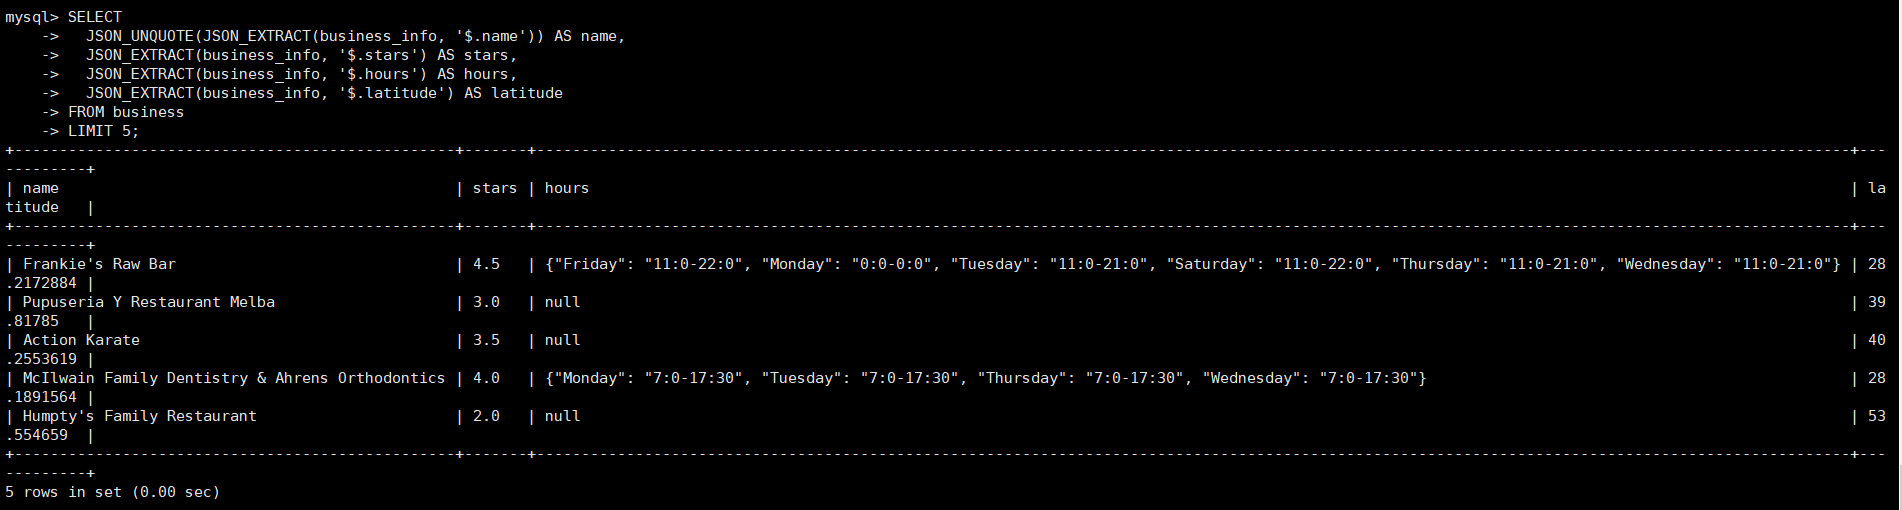 mysql> SELECT
    ->   JSON_UNQUOTE(JSON_EXTRACT(business_info, '$.name')) AS name,
    ->   JSON_EXTRACT(business_info, '$.stars') AS stars,
    ->   JSON_EXTRACT(business_info, '$.hours') AS hours,
    ->   JSON_EXTRACT(business_info, '$.latitude') AS latitude
    -> FROM business
    -> LIMIT 5;
+-------------------------------------------------+-------+--------------------------------------------------------------------------------------------------------------------------------------------------+---
---------+
| name                                            | stars | hours                                                                                                                                            | la
titude   |
+-------------------------------------------------+-------+--------------------------------------------------------------------------------------------------------------------------------------------------+---
---------+
| Frankie's Raw Bar                               | 4.5   | {"Friday": "11:0-22:0", "Monday": "0:0-0:0", "Tuesday": "11:0-21:0", "Saturday": "11:0-22:0", "Thursday": "11:0-21:0", "Wednesday": "11:0-21:0"} | 28
.2172884 |
| Pupuseria Y Restaurant Melba                    | 3.0   | null                                                                                                                                             | 39
.81785   |
| Action Karate                                   | 3.5   | null                                                                                                                                             | 40
.2553619 |
| McIlwain Family Dentistry & Ahrens Orthodontics | 4.0   | {"Monday": "7:0-17:30", "Tuesday": "7:0-17:30", "Thursday": "7:0-17:30", "Wednesday": "7:0-17:30"}                                               | 28
.1891564 |
| Humpty's Family Restaurant                      | 2.0   | null                                                                                                                                             | 53
.554659  |
+-------------------------------------------------+-------+--------------------------------------------------------------------------------------------------------------------------------------------------+---
---------+
5 rows in set (0.00 sec)